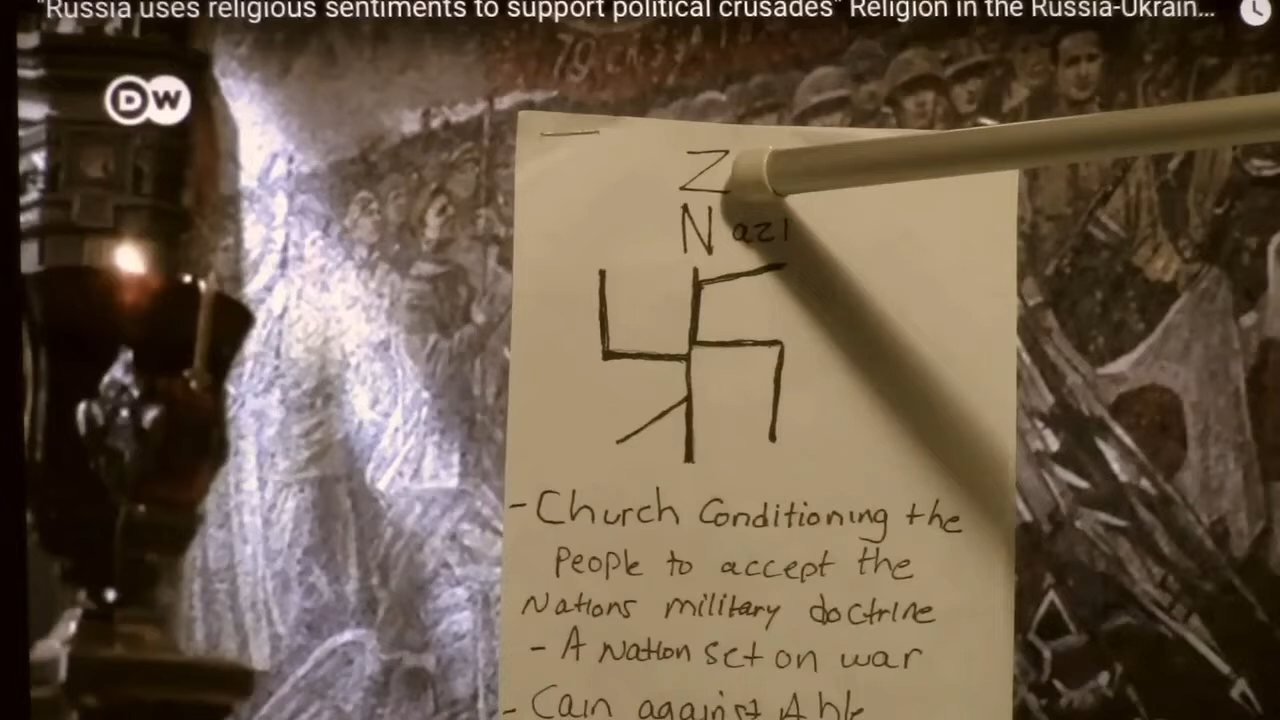 "Russia uses religious sentiments to support political crusades" Religion in the Russia-Ukrain...
DW
Z
Nazi
- Church Conditioning the
People to accept the
Nations military doctrine
- A Nation set on war
- Cain against Able